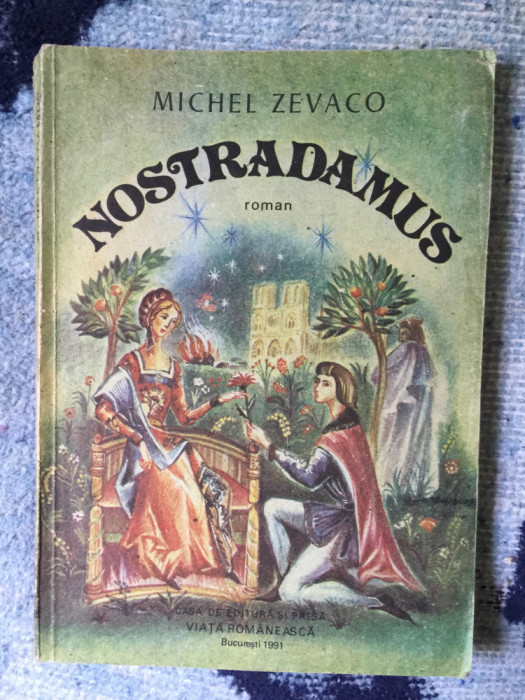 MICHEL ZEVACO
NOSTRADAMUS
roman
CASA DE EDITURĂ ȘI PRESĂ
VIAȚA ROMÂNEASCĂ
București 1991